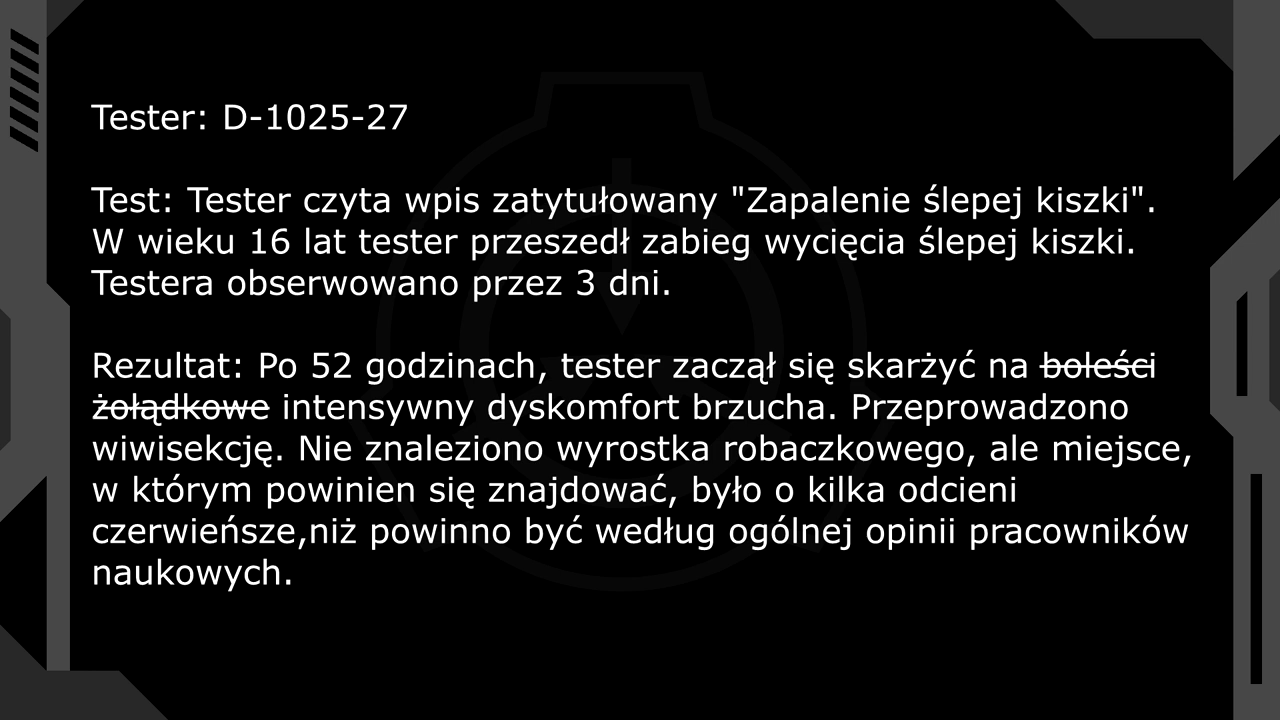 Tester: D-1025-27
Test: Tester czyta wpis zatytułowany "Zapalenie ślepej kiszki".
W wieku 16 lat tester przeszedł zabieg wycięcia ślepej kiszki.
Testera obserwowano przez 3 dni.
Rezultat: Po 52 godzinach, tester zaczął się skarżyć na boleści
żołądkowe intensywny dyskomfort brzucha. Przeprowadzono
wiwisekcję. Nie znaleziono wyrostka robaczkowego, ale miejsce,
w którym powinien się znajdować, było o kilka odcieni
czerwieńsze,niż powinno być według ogólnej opinii pracowników
naukowych.